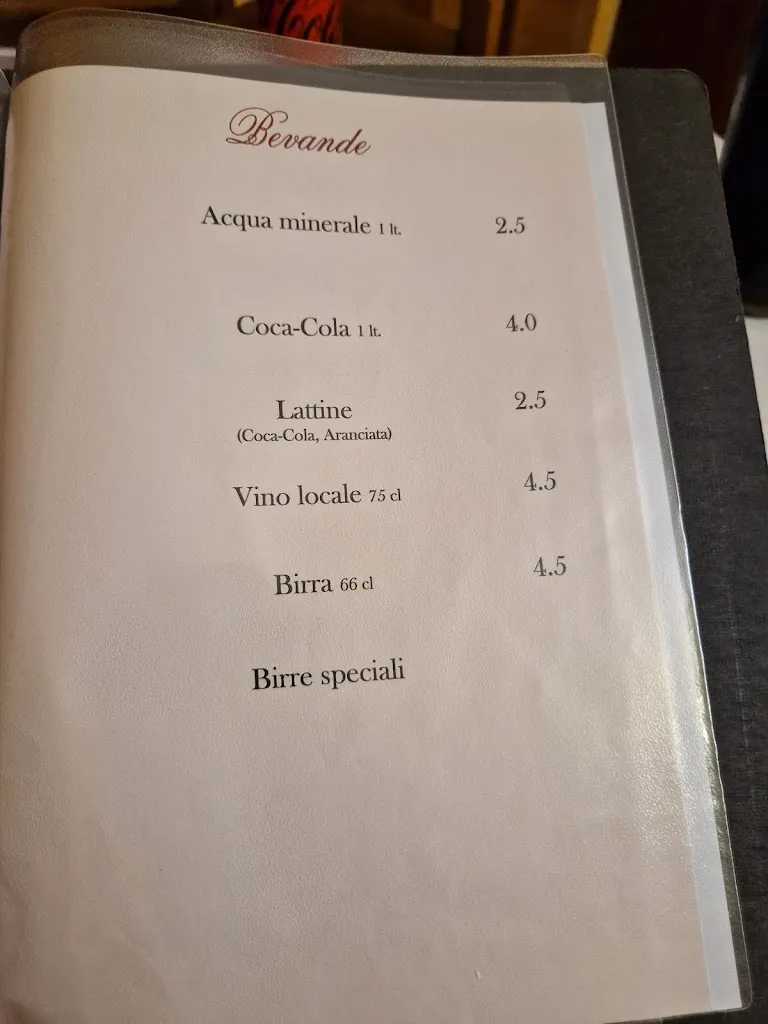 Cola
Bevande
Acqua minerale 1 lt. 2.5
Coca-Cola 1 lt. 4.0
Lattine 2.5
(Coca-Cola, Aranciata)
Vino locale 75 cl 4.5
Birra 66 cl 4.5
Birre speciali